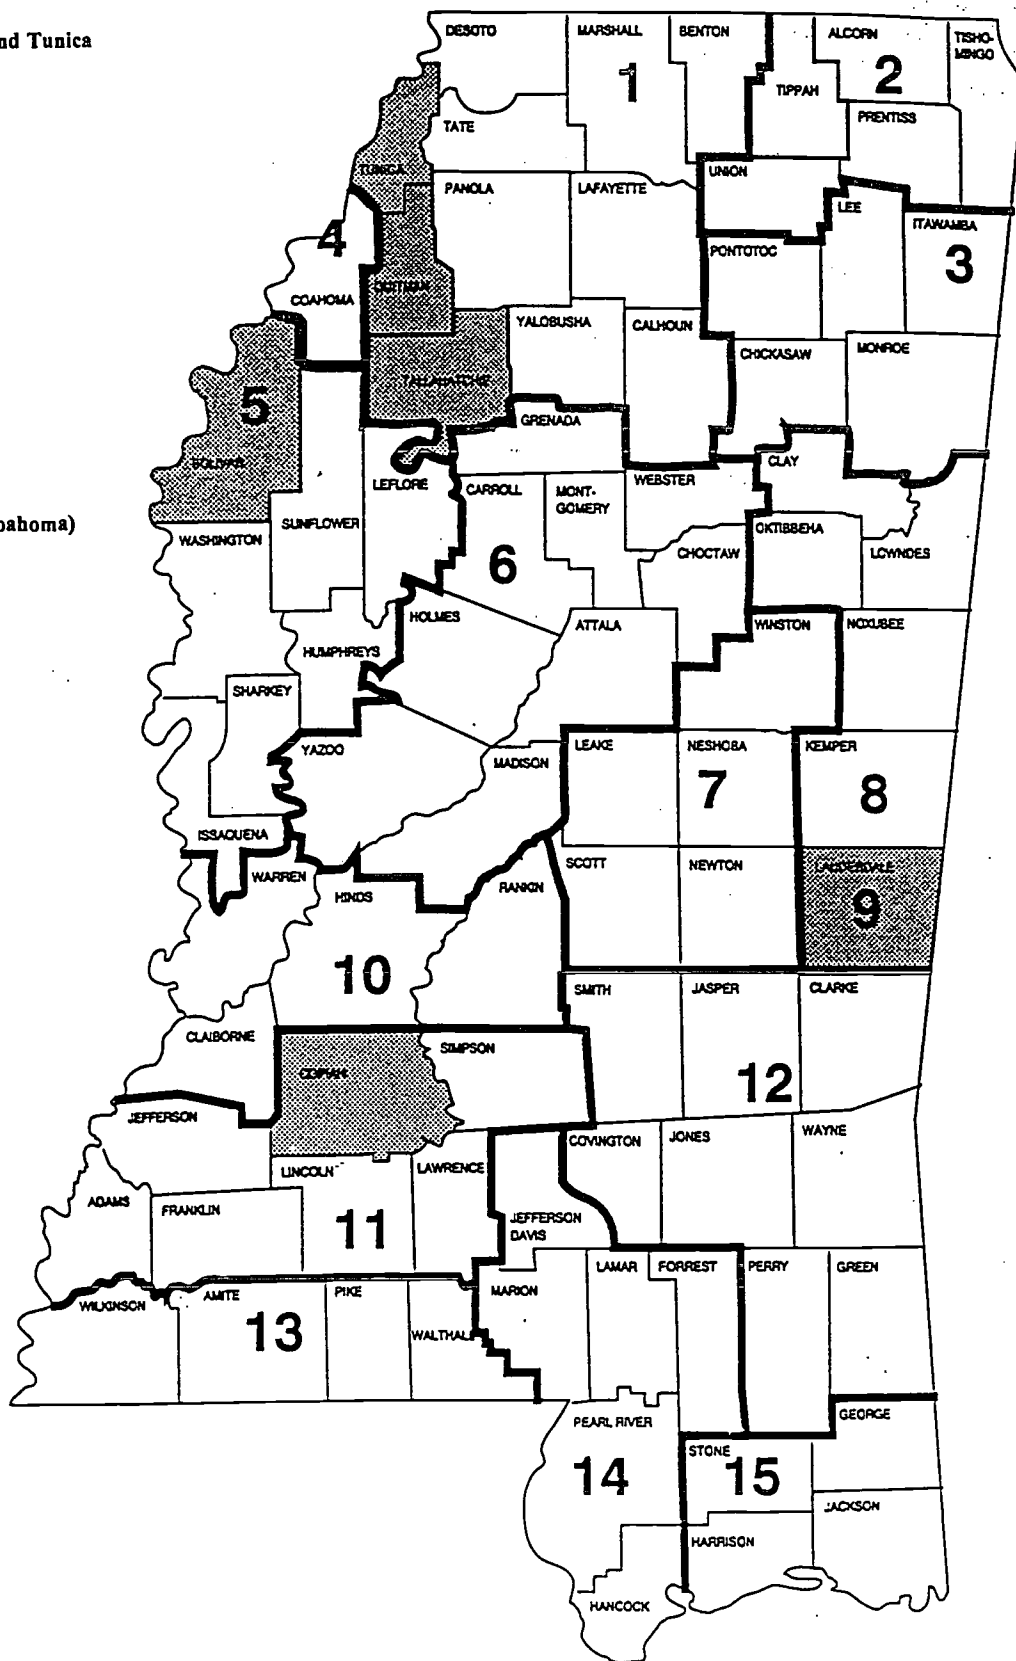 nd Tunica
DESOTO
MARSHALL
BENTON
ALCORN
TISHO-
MINGO
1
2
TIPPAH
PRENTISS
TATE
TUNICA
PANOLA
LAFAYETTE
UNION
LEE
ITAWAMBA
4
3
PONTOTOC
QUITMAN
COAHOMA
YALOBUSHA
CALHOUN
CHICKASAW
MONROE
TALLAHATCHIE
5
GRENADA
BOLIVAR
CLAY
LEFLORE
CARROLL
MONT-
GOMERY
WEBSTER
oahoma)
SUNFLOWER
WASHINGTON
OKTIBBEHA
CHOCTAW
LOWNDES
6
HOLMES
ATTALA
WINSTON
NOXUBEE
HUMPHREYS
SHARKEY
YAZOO
MADISON
LEAKE
NESHOBA
KEMPER
7
8
ISSAQUENA
WARREN
HINDS
RANKIN
SCOTT
NEWTON
LAUDERDALE
9
10
SMITH
JASPER
CLARKE
CLAIBORNE
SIMPSON
COPIAH
12
JEFFERSON
COVINGTON
JONES
WAYNE
LINCOLN
LAWRENCE
ADAMS
FRANKLIN
11
JEFFERSON
DAVIS
LAMAR
FORREST
PERRY
GREEN
WILKINSON
AMITE
PIKE
MARION
13
WALTHALL
PEARL RIVER
GEORGE
STONE
14
15
JACKSON
HARRISON
HANCOCK